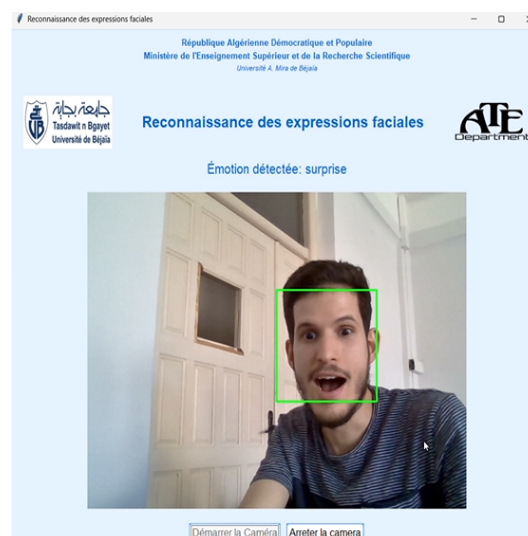 Reconnaissance des expressions faciales
République Algérienne Démocratique et Populaire
Ministère de l'Enseignement Supérieur et de la Recherche Scientifique
Université A. Mira de Béjaïa
جامعة بجاية
Tasdawit n Bgayet
Université de Béjaïa
Reconnaissance des expressions faciales
ATE
Department
Émotion détectée: surprise
Démarrer la Caméra
Arreter la camera